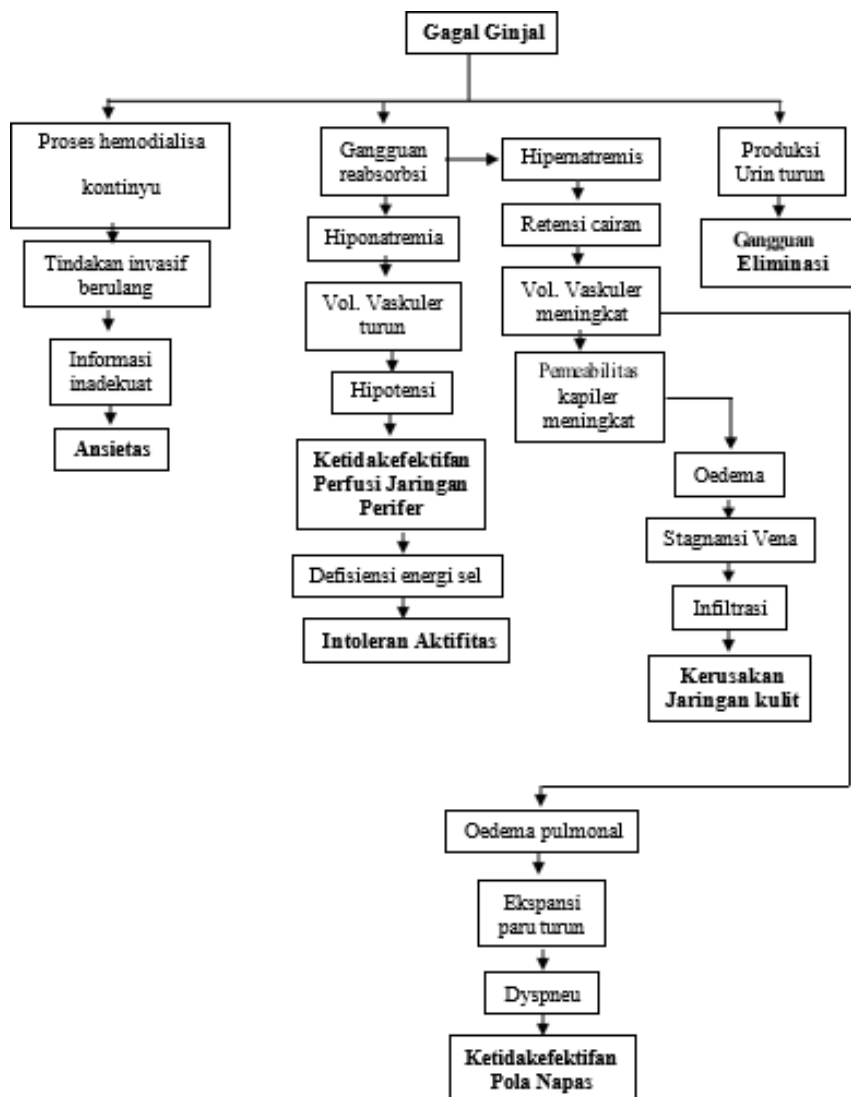 Gagal Ginjal
Proses hemodialisa
kontinyu
Tindakan invasif
berulang
Informasi
inadekuat
Ansietas
Gangguan
reabsorbsi
Hiponatremia
Vol. Vaskuler
turun
Hipotensi
Ketidakefektifan
Perfusi Jaringan
Perifer
Defisiensi energi sel
Intoleran Aktifitas
Hipernatremis
Retensi cairan
Vol. Vaskuler
meningkat
Permeabilitas
kapiler
meningkat
Oedema
Stagnansi Vena
Infiltrasi
Kerusakan
Jaringan kulit
Produksi
Urin turun
Gangguan
Eliminasi
Oedema pulmonal
Ekspansi
paru turun
Dyspneu
Ketidakefektifan
Pola Napas